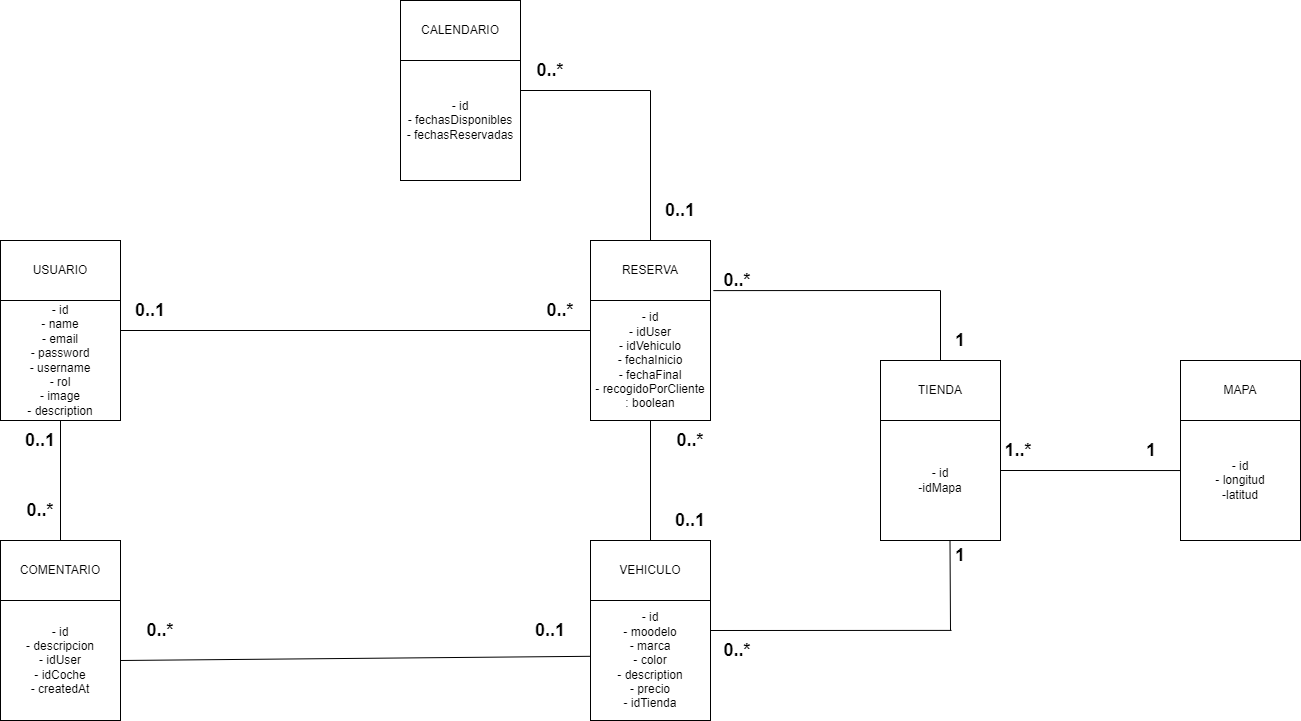 CALENDARIO
- id
- fechasDisponibles
- fechasReservadas
0..*
0..1
USUARIO
- id
- name
- email
- password
- username
- rol
- image
- description
0..1
0..*
RESERVA
- id
- idUser
- idVehiculo
- fechaInicio
- fechaFinal
- recogidoPorCliente
: boolean
0..*
1
TIENDA
- id
-idMapa
1..*
1
MAPA
- id
- longitud
-latitud
0..1
0..*
0..*
0..1
COMENTARIO
- id
- descripcion
- idUser
- idCoche
- createdAt
0..*
0..1
VEHICULO
- id
- moodelo
- marca
- color
- description
- precio
- idTienda
1
0..*